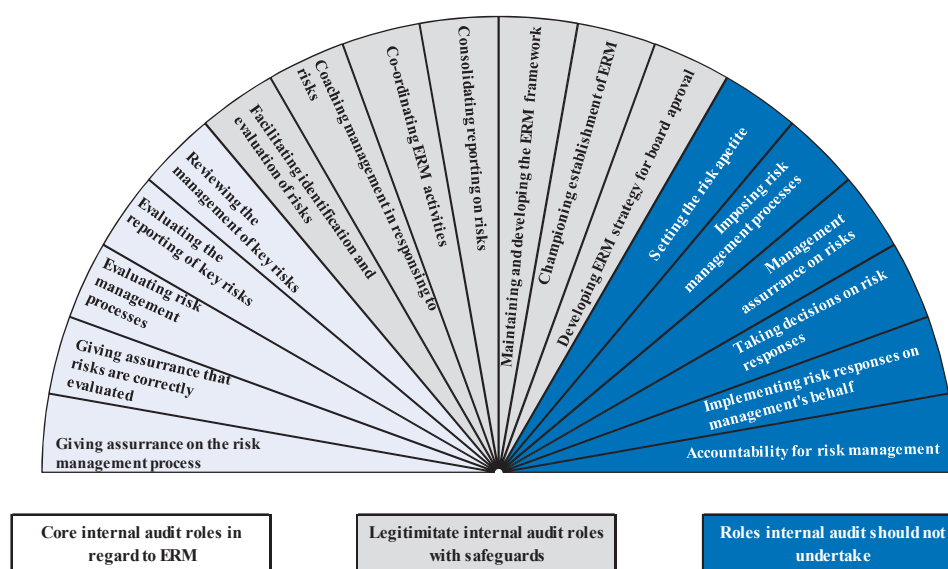 Giving assurrance on the risk
management process
Giving assurrance that
risks are correctly
evaluated
Evaluating risk
management
processes
Evaluating the
reporting of key risks
Reviewing the
management of key risks
Facilitating identification and
evaluation of risks
Coaching management in responsing to
risks
Co-ordinating ERM activities
Consolidating reporting on risks
Maintaining and developing the ERM framework
Championing establishment of ERM
Developing ERM strategy for board aproval
Setting the risk apetite
Imposing risk
management processes
Management
assurrance on risks
Taking decisions on risk
responses
Implementing risk responses on
management's behalf
Accountability for risk management
Core internal audit roles in
regard to ERM
Legitimitate internal audit roles
with safeguards
Roles internal audit should not
undertake